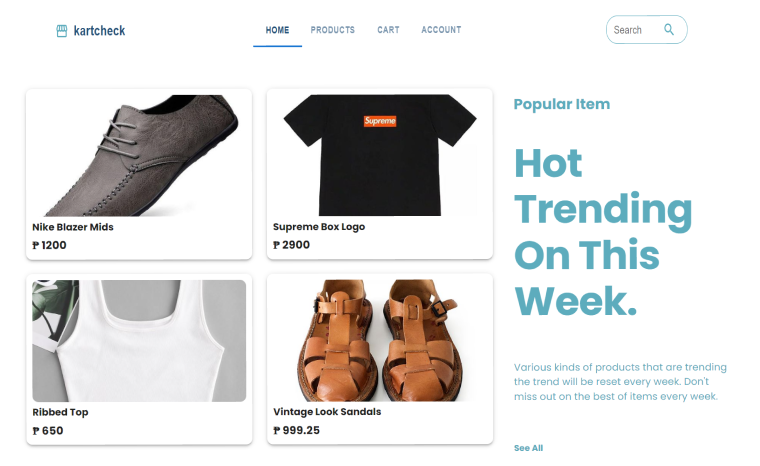 kartcheck
HOME PRODUCTS CART ACCOUNT
Search
Supreme
Nike Blazer Mids
₱ 1200
Supreme Box Logo
₱ 2900
Ribbed Top
₱ 650
Vintage Look Sandals
₱ 999.25
Popular Item
Hot
Trending
On This
Week.
Various kinds of products that are trending
the trend will be reset every week. Don't
miss out on the best of items every week.
See All